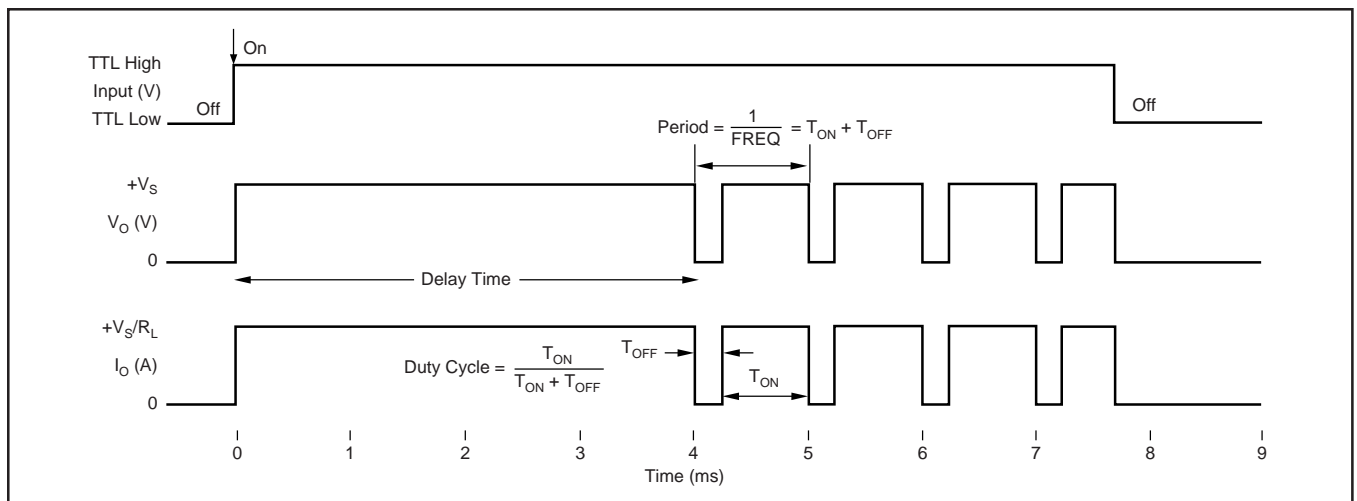 On
TTL High
Input (V)
Off
TTL Low
Off
Period = 1/FREQ = T_ON + T_OFF
+V_S
V_O (V)
0
Delay Time
+V_S/R_L
I_O (A)
0
Duty Cycle = T_ON/(T_ON + T_OFF)
T_OFF
T_ON
0 1 2 3 4 5 6 7 8 9
Time (ms)